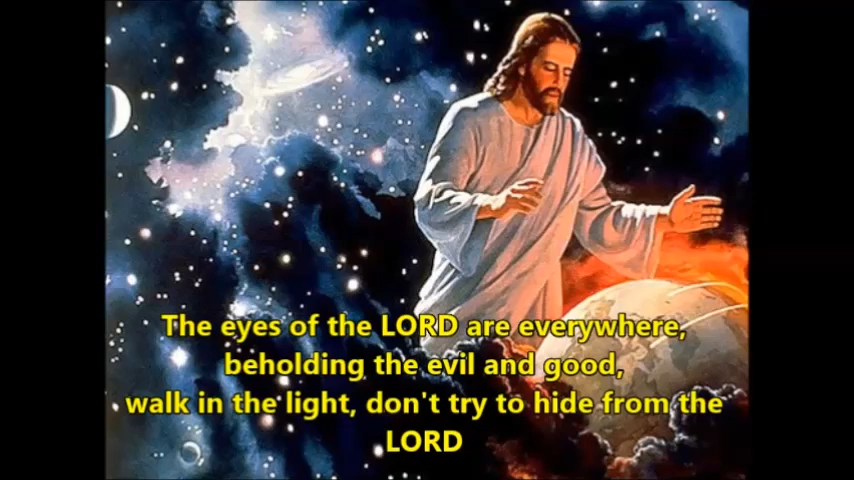 The eyes of the LORD are everywhere,
beholding the evil and good,
walk in the light, don't try to hide from the
LORD